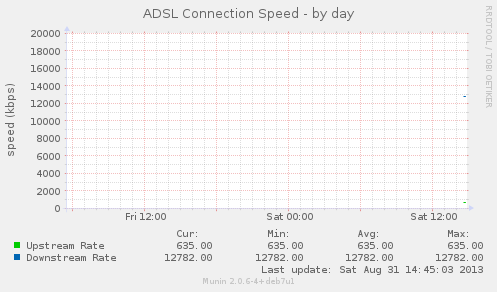 ADSL Connection Speed - by day
RRDTOOL / TOBI OETIKER
speed (kbps)
20000
18000
16000
14000
12000
10000
8000
6000
4000
2000
0
Fri 12:00 Sat 00:00 Sat 12:00
Cur: Min: Avg: Max:
Upstream Rate 635.00 635.00 635.00 635.00
Downstream Rate 12782.00 12782.00 12782.00 12782.00
Last update: Sat Aug 31 14:45:03 2013
Munin 2.0.6-4+deb7u1